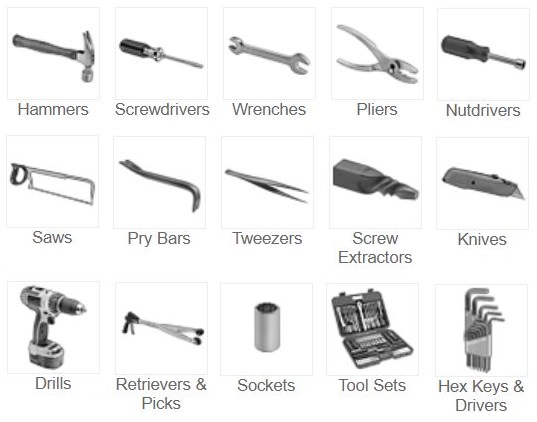 Hammers
Screwdrivers
Wrenches
Pliers
Nutdrivers
Saws
Pry Bars
Tweezers
Screw
Extractors
Knives
Drills
Retrievers &
Picks
Sockets
Tool Sets
Hex Keys &
Drivers